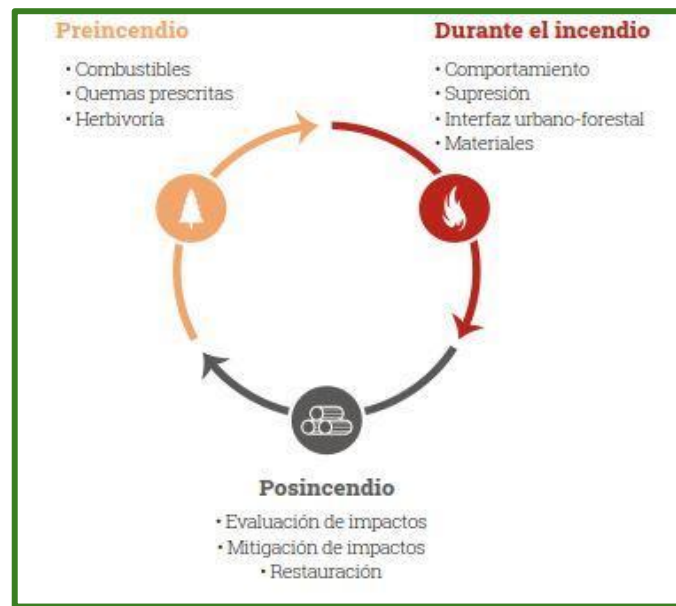 Preincendio
• Combustibles
• Quemas prescritas
• Herbivoría
Durante el incendio
• Comportamiento
• Supresión
• Interfaz urbano-forestal
• Materiales
Posincendio
• Evaluación de impactos
• Mitigación de impactos
• Restauración